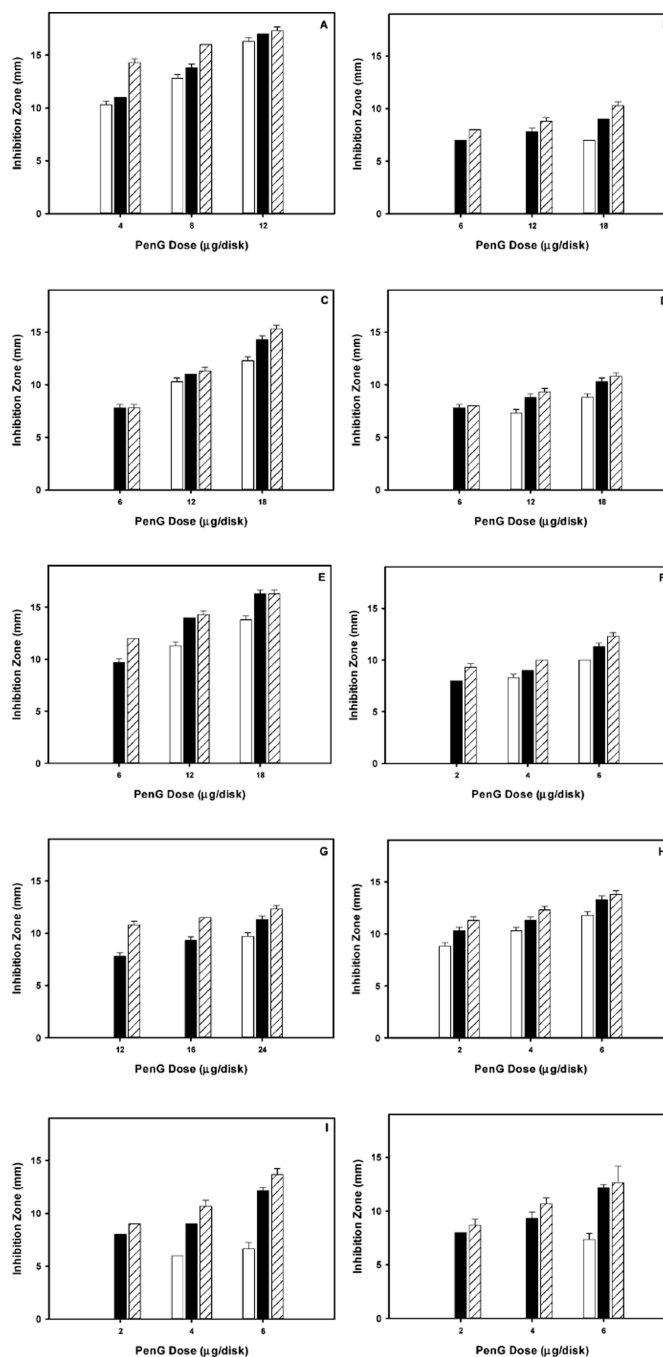 A
15
10
5
0
Inhibition Zone (mm)
4 8 12
PenG Dose (μg/disk)
15
10
5
0
Inhibition Zone (mm)
6 12 18
PenG Dose (μg/disk)
C
15
10
5
0
Inhibition Zone (mm)
6 12 18
PenG Dose (μg/disk)
15
10
5
0
Inhibition Zone (mm)
6 12 18
PenG Dose (μg/disk)
E
15
10
5
0
Inhibition Zone (mm)
6 12 18
PenG Dose (μg/disk)
F
15
10
5
0
Inhibition Zone (mm)
2 4 6
PenG Dose (μg/disk)
G
15
10
5
0
Inhibition Zone (mm)
12 16 24
PenG Dose (μg/disk)
H
15
10
5
0
Inhibition Zone (mm)
2 4 6
PenG Dose (μg/disk)
I
15
10
5
0
Inhibition Zone (mm)
2 4 6
PenG Dose (μg/disk)
15
10
5
0
Inhibition Zone (mm)
2 4 6
PenG Dose (μg/disk)